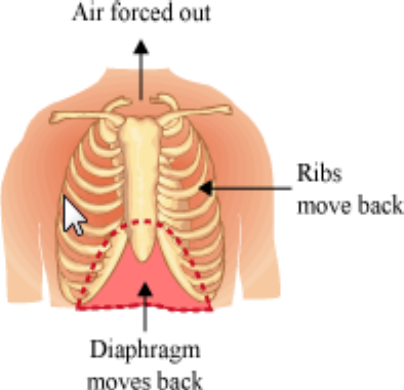 Air forced out
Ribs
move back
Diaphragm
moves back